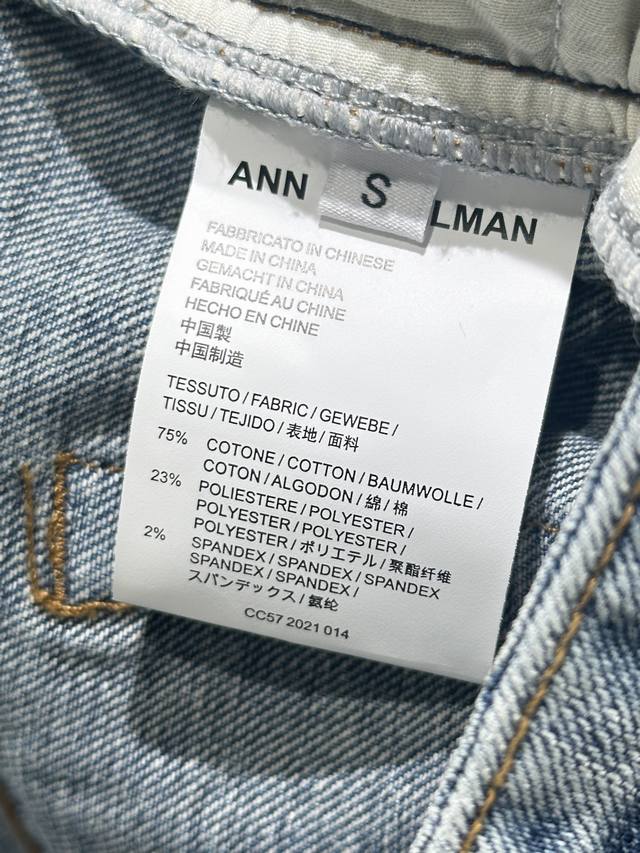 ANN LMAN
S
FABBRICATO IN CHINESE
MADE IN CHINA
GEMACHT IN CHINA
FABRIQUÉ AU CHINE
HECHO EN CHINE
中国製
中国制造
TESSUTO / FABRIC / GEWEBE /
TISSU / TEJIDO / 表地 / 面料
75% COTONE / COTTON / BAUMWOLLE /
COTON / ALGODON / 綿 / 棉
23% POLIESTERE / POLYESTER /
POLYESTER / POLYESTER /
POLYESTER / ポリエテル / 聚酯纤维
2% SPANDEX / SPANDEX / SPANDEX
SPANDEX / SPANDEX /
スパンデックス / 氨纶
CC57 2021 014